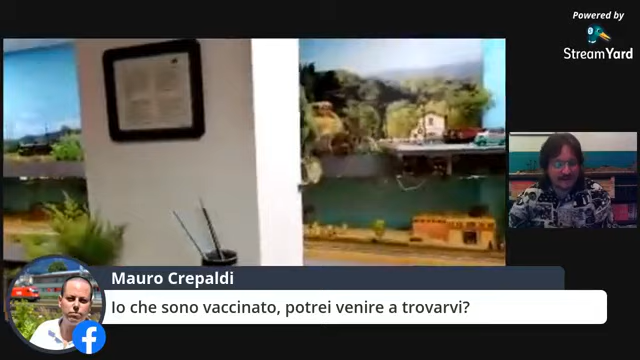 Powered by
StreamYard
Mauro Crepaldi
Io che sono vaccinato, potrei venire a trovarvi?